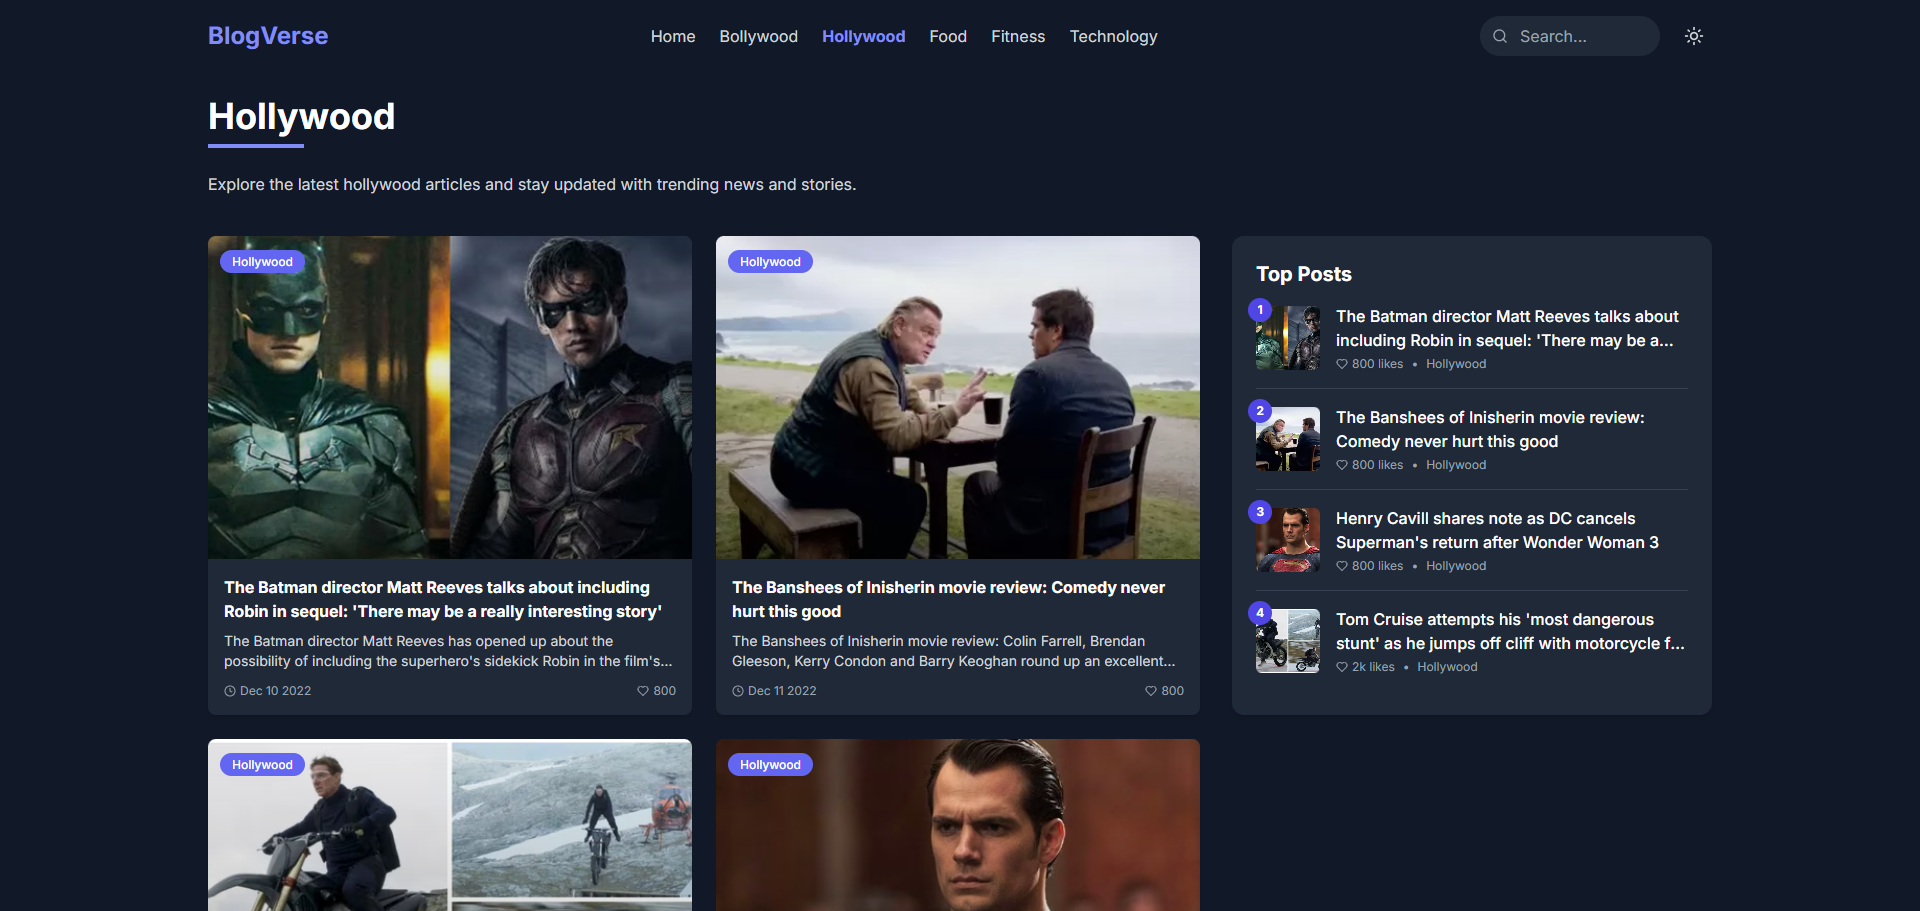 BlogVerse
Home
Bollywood
Hollywood
Food
Fitness
Technology
Search...
Hollywood
Explore the latest hollywood articles and stay updated with trending news and stories.
Hollywood
The Batman director Matt Reeves talks about including
Robin in sequel: 'There may be a really interesting story'
The Batman director Matt Reeves has opened up about the
possibility of including the superhero's sidekick Robin in the film's...
Dec 10 2022
800
Hollywood
The Banshees of Inisherin movie review: Comedy never
hurt this good
The Banshees of Inisherin movie review: Colin Farrell, Brendan
Gleeson, Kerry Condon and Barry Keoghan round up an excellent...
Dec 11 2022
800
Hollywood
Hollywood
Top Posts
1
The Batman director Matt Reeves talks about
including Robin in sequel: 'There may be a...
800 likes • Hollywood
2
The Banshees of Inisherin movie review:
Comedy never hurt this good
800 likes • Hollywood
3
Henry Cavill shares note as DC cancels
Superman's return after Wonder Woman 3
800 likes • Hollywood
4
Tom Cruise attempts his 'most dangerous
stunt' as he jumps off cliff with motorcycle f...
2k likes • Hollywood